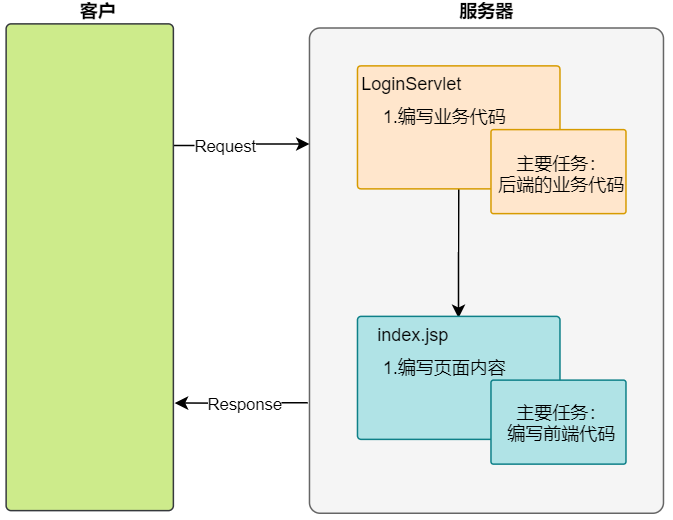 客户
服务器
LoginServlet
1.编写业务代码
Request
主要任务：
后端的业务代码
index.jsp
1.编写页面内容
Response
主要任务：
编写前端代码